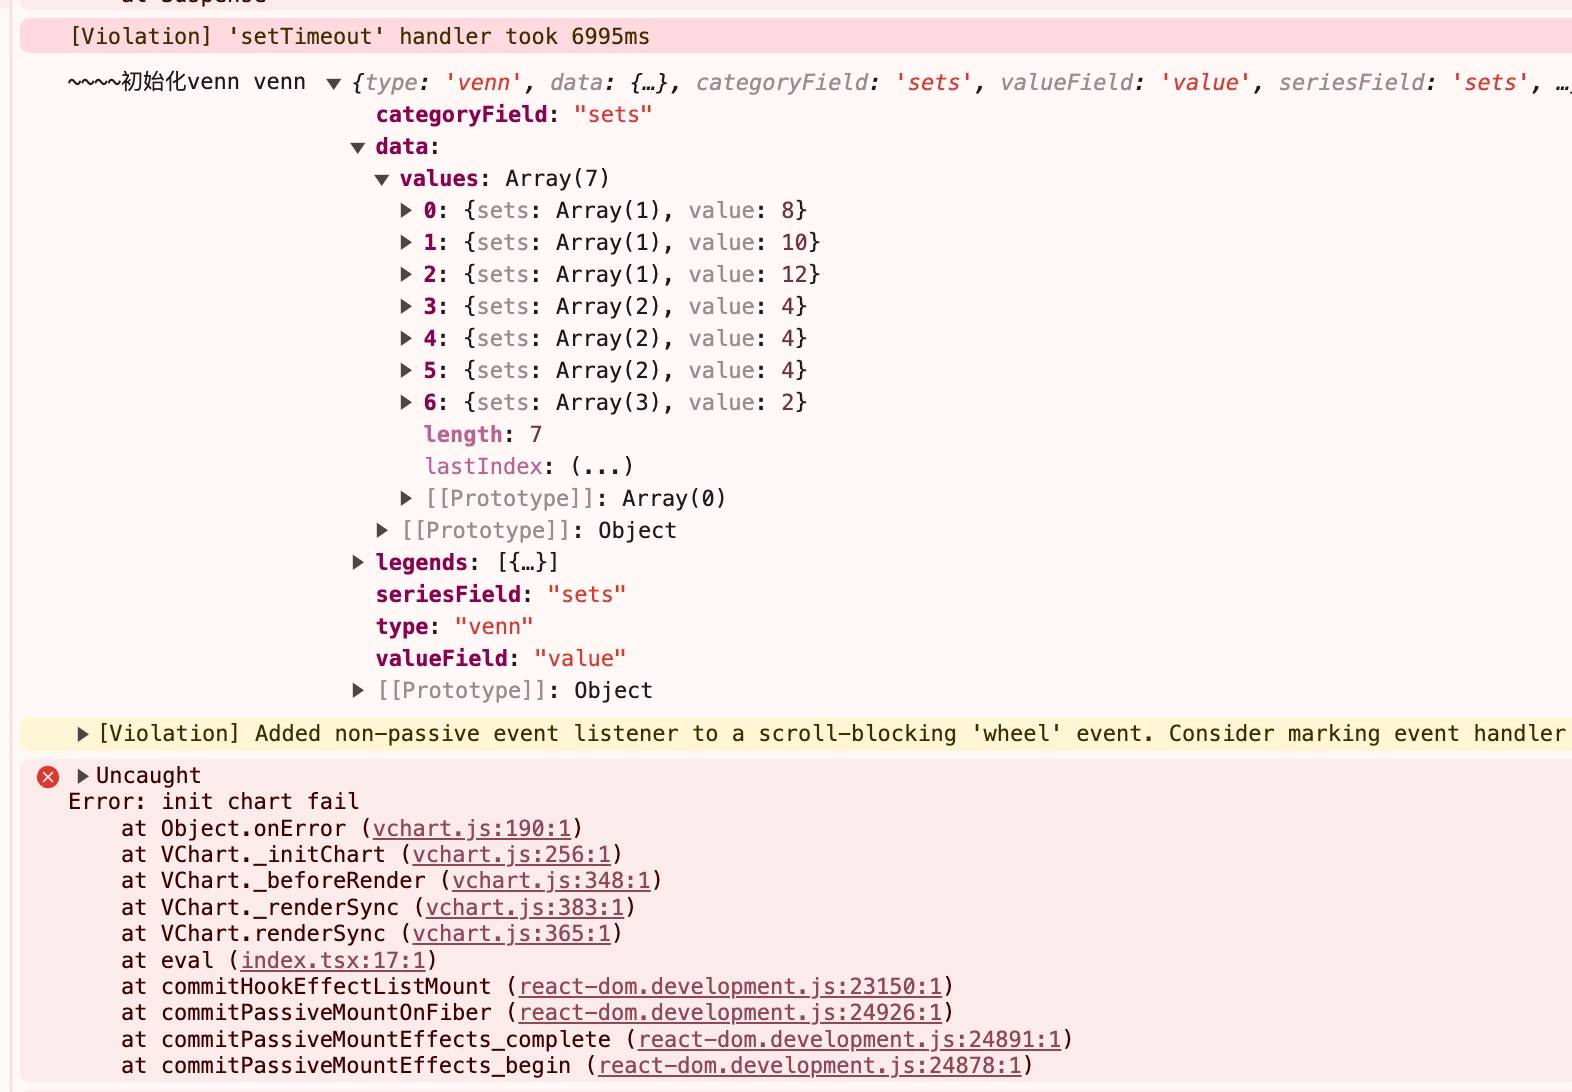 at Suspense
[Violation] 'setTimeout' handler took 6995ms
~~~~初始化venn venn ▼ {type: 'venn', data: {…}, categoryField: 'sets', valueField: 'value', seriesField: 'sets', …
categoryField: "sets"
▼ data:
▼ values: Array(7)
▶ 0: {sets: Array(1), value: 8}
▶ 1: {sets: Array(1), value: 10}
▶ 2: {sets: Array(1), value: 12}
▶ 3: {sets: Array(2), value: 4}
▶ 4: {sets: Array(2), value: 4}
▶ 5: {sets: Array(2), value: 4}
▶ 6: {sets: Array(3), value: 2}
length: 7
lastIndex: (...)
▶ [[Prototype]]: Array(0)
▶ [[Prototype]]: Object
▶ legends: [{…}]
seriesField: "sets"
type: "venn"
valueField: "value"
▶ [[Prototype]]: Object
▶ [Violation] Added non-passive event listener to a scroll-blocking 'wheel' event. Consider marking event handler
▶ Uncaught
Error: init chart fail
at Object.onError (vchart.js:190:1)
at VChart._initChart (vchart.js:256:1)
at VChart._beforeRender (vchart.js:348:1)
at VChart._renderSync (vchart.js:383:1)
at VChart.renderSync (vchart.js:365:1)
at eval (index.tsx:17:1)
at commitHookEffectListMount (react-dom.development.js:23150:1)
at commitPassiveMountOnFiber (react-dom.development.js:24926:1)
at commitPassiveMountEffects_complete (react-dom.development.js:24891:1)
at commitPassiveMountEffects_begin (react-dom.development.js:24878:1)